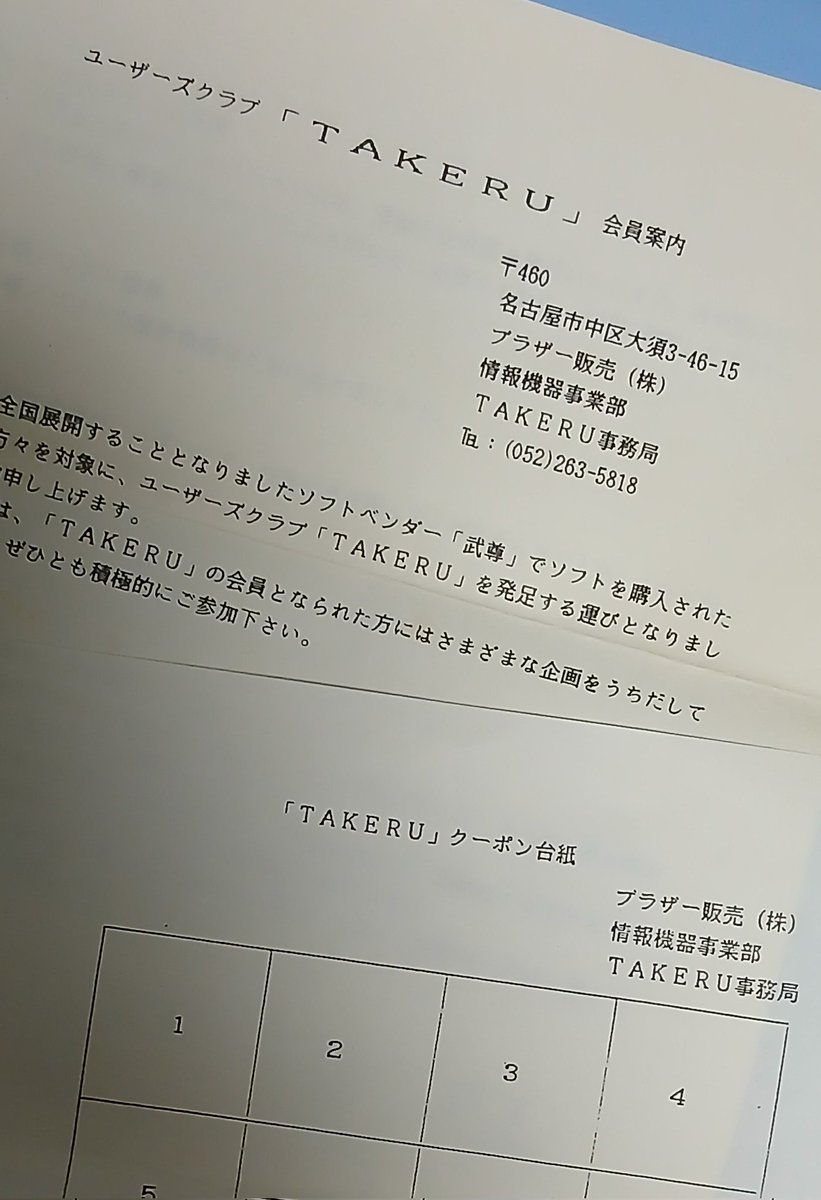 ユーザーズクラブ「ＴＡＫＥＲＵ」会員案内
〒460
名古屋市中区大須3-46-15
ブラザー販売（株）
情報機器事業部
ＴＡＫＥＲＵ事務局
℡：(052)263-5818
全国展開することとなりましたソフトベンダー「武尊」でソフトを購入された
方々を対象に、ユーザーズクラブ「ＴＡＫＥＲＵ」を発足する運びとなりまし
申し上げます。
は、「ＴＡＫＥＲＵ」の会員となられた方にはさまざまな企画をうちだして
ぜひとも積極的にご参加下さい。
「ＴＡＫＥＲＵ」クーポン台紙
ブラザー販売（株）
情報機器事業部
ＴＡＫＥＲＵ事務局
1 2 3 4
5